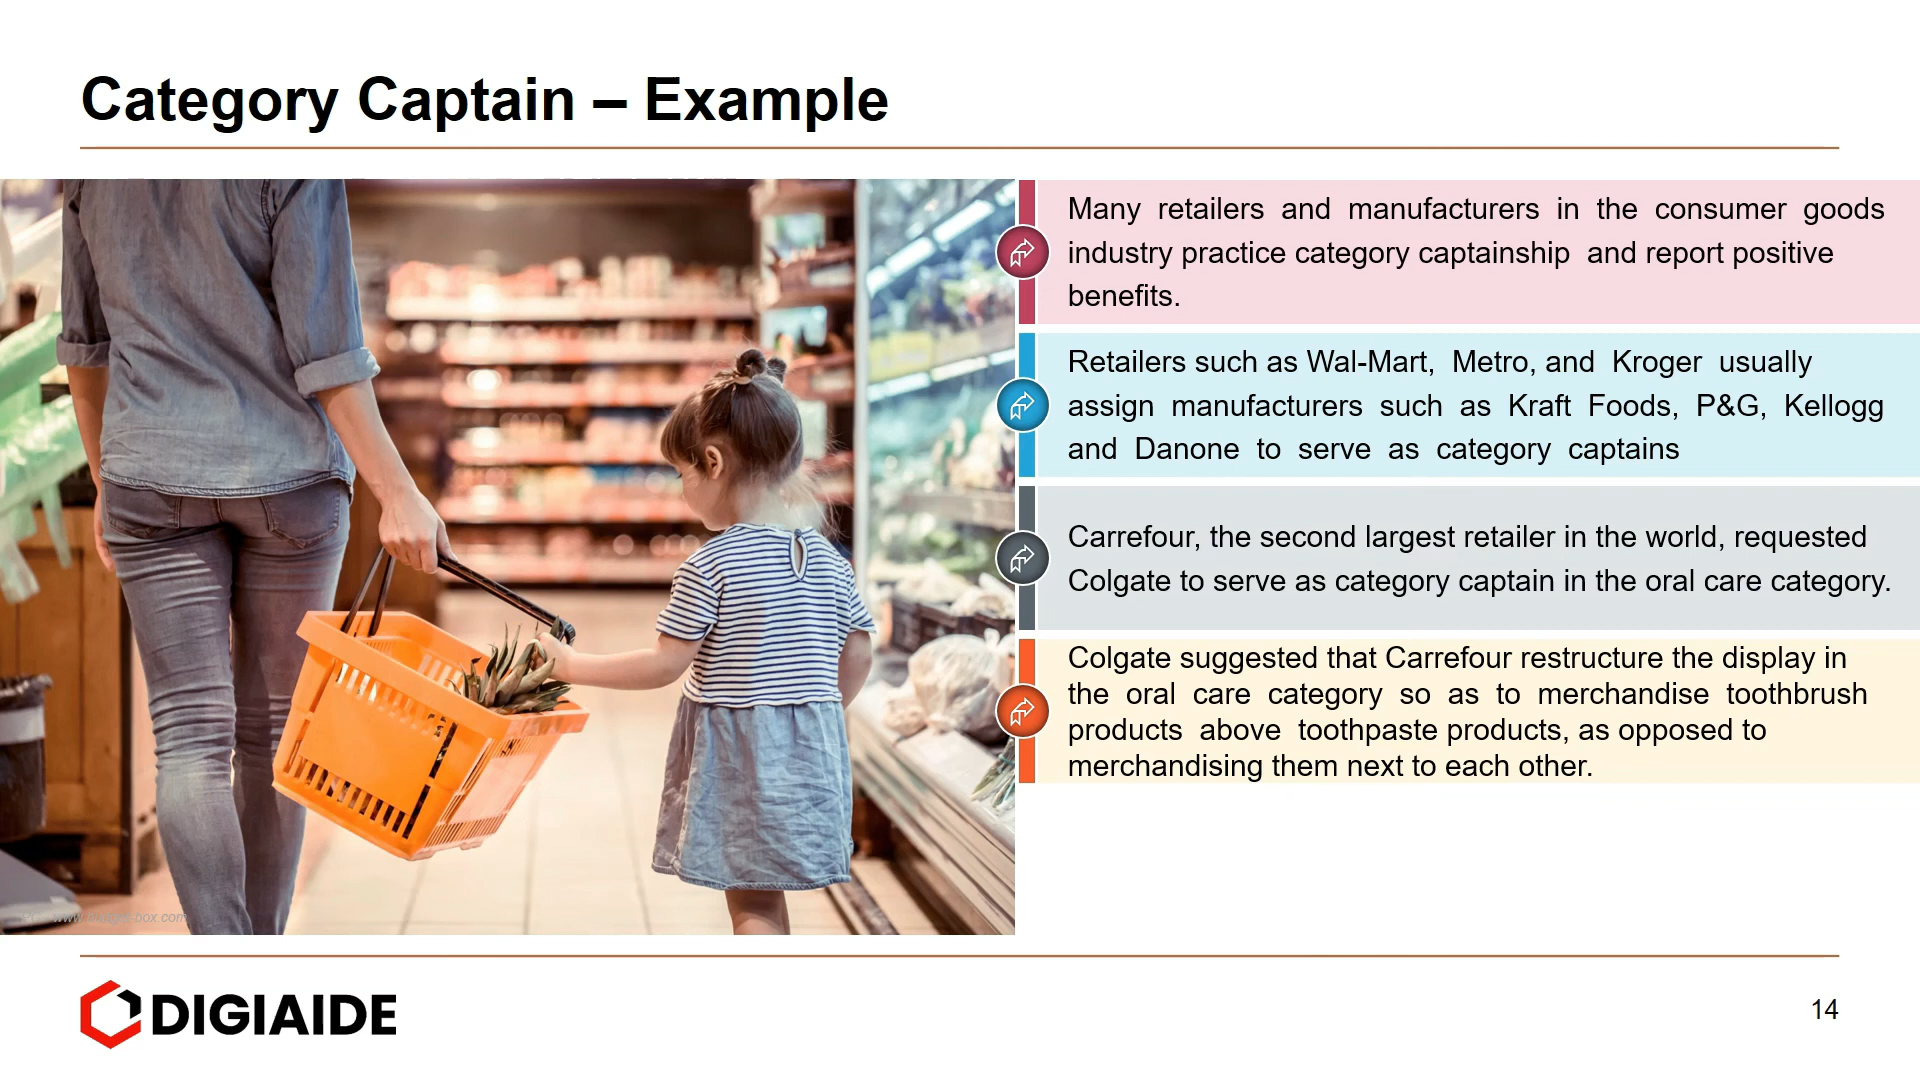 Category Captain – Example
Many retailers and manufacturers in the consumer goods
industry practice category captainship and report positive
benefits.
Retailers such as Wal-Mart, Metro, and Kroger usually
assign manufacturers such as Kraft Foods, P&G, Kellogg
and Danone to serve as category captains
Carrefour, the second largest retailer in the world, requested
Colgate to serve as category captain in the oral care category.
Colgate suggested that Carrefour restructure the display in
the oral care category so as to merchandise toothbrush
products above toothpaste products, as opposed to
merchandising them next to each other.
DIGIAIDE
14